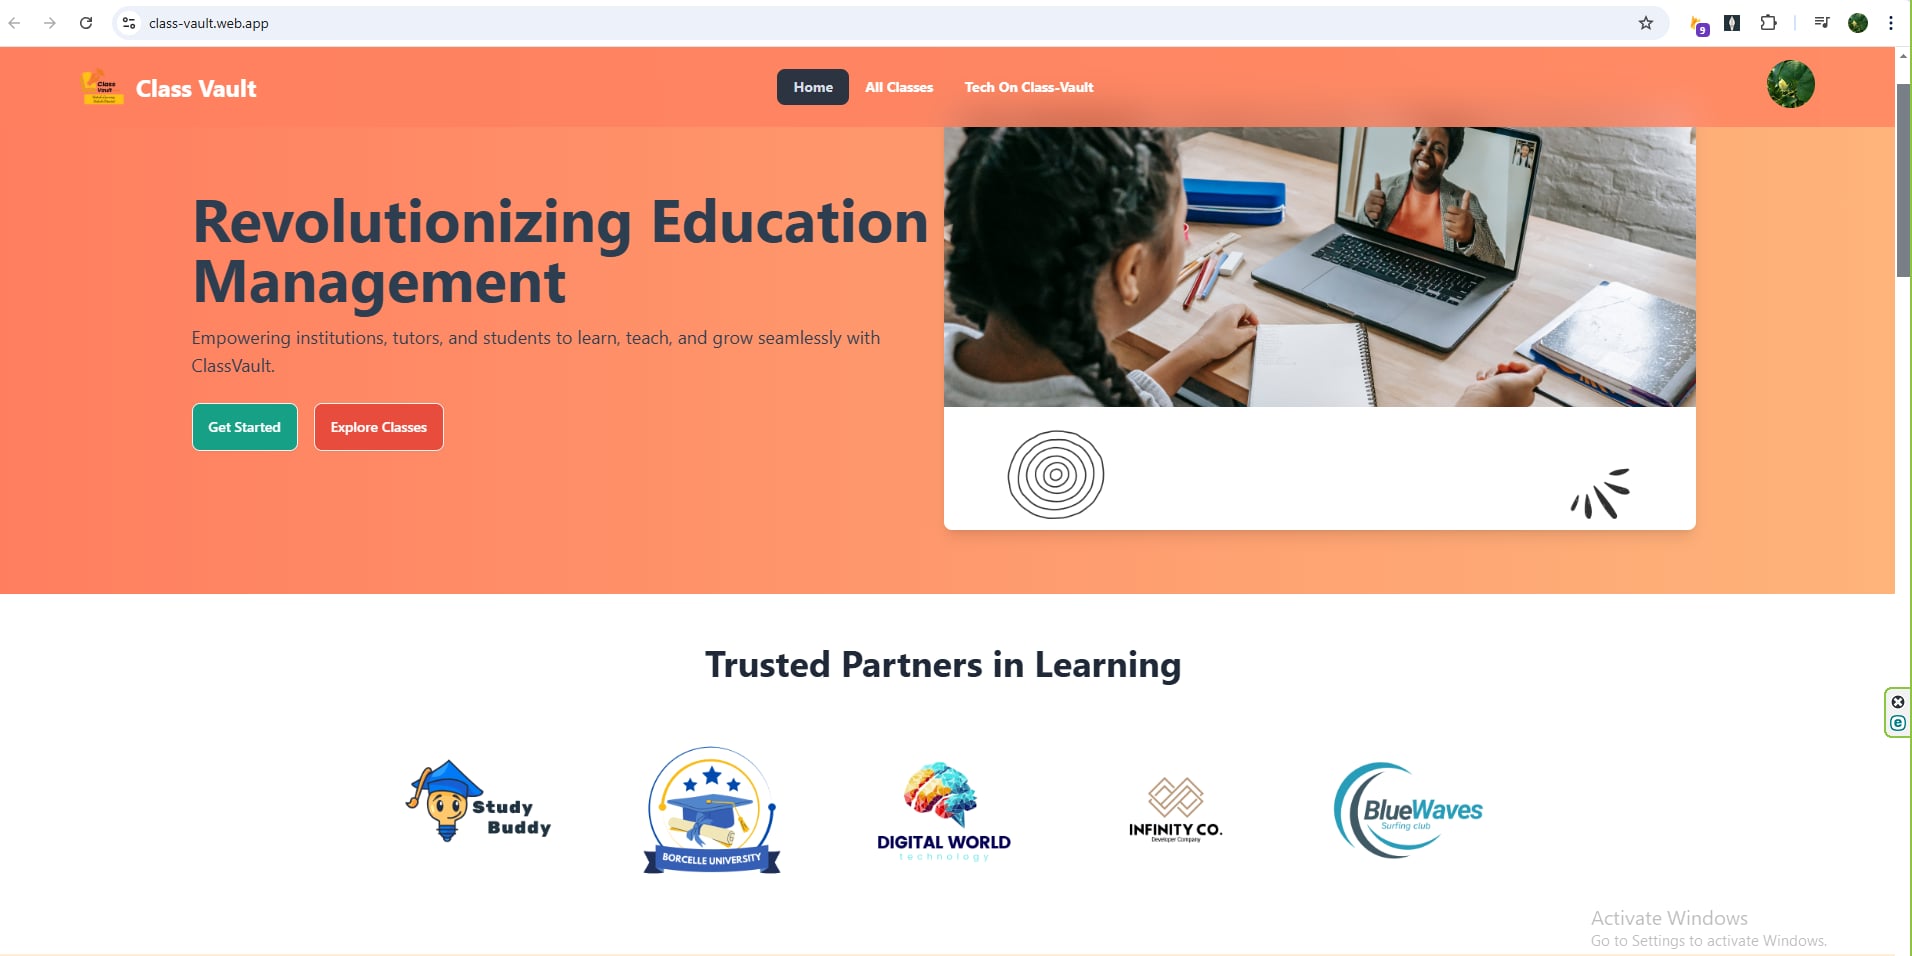 class-vault.web.app
9
Class Vault
Class Vault
Home
All Classes
Tech On Class-Vault
Revolutionizing Education
Management
Empowering institutions, tutors, and students to learn, teach, and grow seamlessly with
ClassVault.
Get Started
Explore Classes
Trusted Partners in Learning
Study
Buddy
BORCELLE UNIVERSITY
DIGITAL WORLD
technology
INFINITY CO.
Developer Company
BlueWaves
Surfing club
e
Activate Windows
Go to Settings to activate Windows.